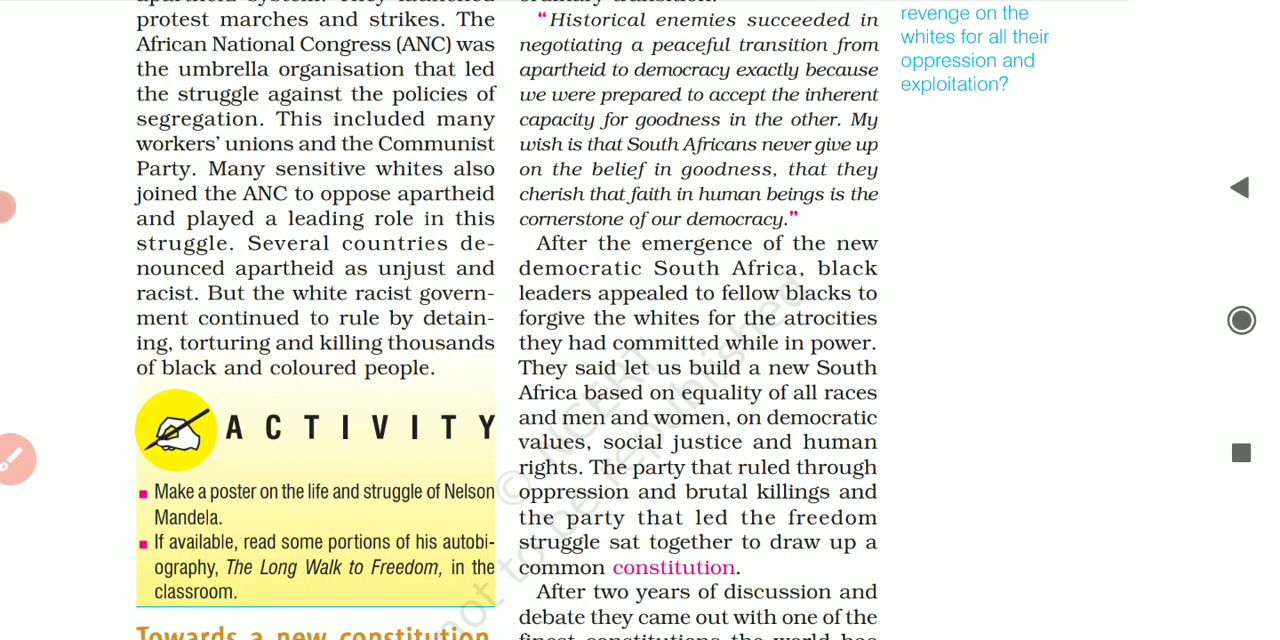 protest marches and strikes. The
African National Congress (ANC) was
the umbrella organisation that led
the struggle against the policies of
segregation. This included many
workers' unions and the Communist
Party. Many sensitive whites also
joined the ANC to oppose apartheid
and played a leading role in this
struggle. Several countries de-
nounced apartheid as unjust and
racist. But the white racist govern-
ment continued to rule by detain-
ing, torturing and killing thousands
of black and coloured people.
ACTIVITY
Make a poster on the life and struggle of Nelson
Mandela.
If available, read some portions of his autobi-
ography, The Long Walk to Freedom, in the
classroom.
Towards a new constitution
“Historical enemies succeeded in
negotiating a peaceful transition from
apartheid to democracy exactly because
we were prepared to accept the inherent
capacity for goodness in the other. My
wish is that South Africans never give up
on the belief in goodness, that they
cherish that faith in human beings is the
cornerstone of our democracy.”
After the emergence of the new
democratic South Africa, black
leaders appealed to fellow blacks to
forgive the whites for the atrocities
they had committed while in power.
They said let us build a new South
Africa based on equality of all races
and men and women, on democratic
values, social justice and human
rights. The party that ruled through
oppression and brutal killings and
the party that led the freedom
struggle sat together to draw up a
common constitution.
After two years of discussion and
debate they came out with one of the
finest constitutions the world has
revenge on the
whites for all their
oppression and
exploitation?
© NCERT
not to be republished